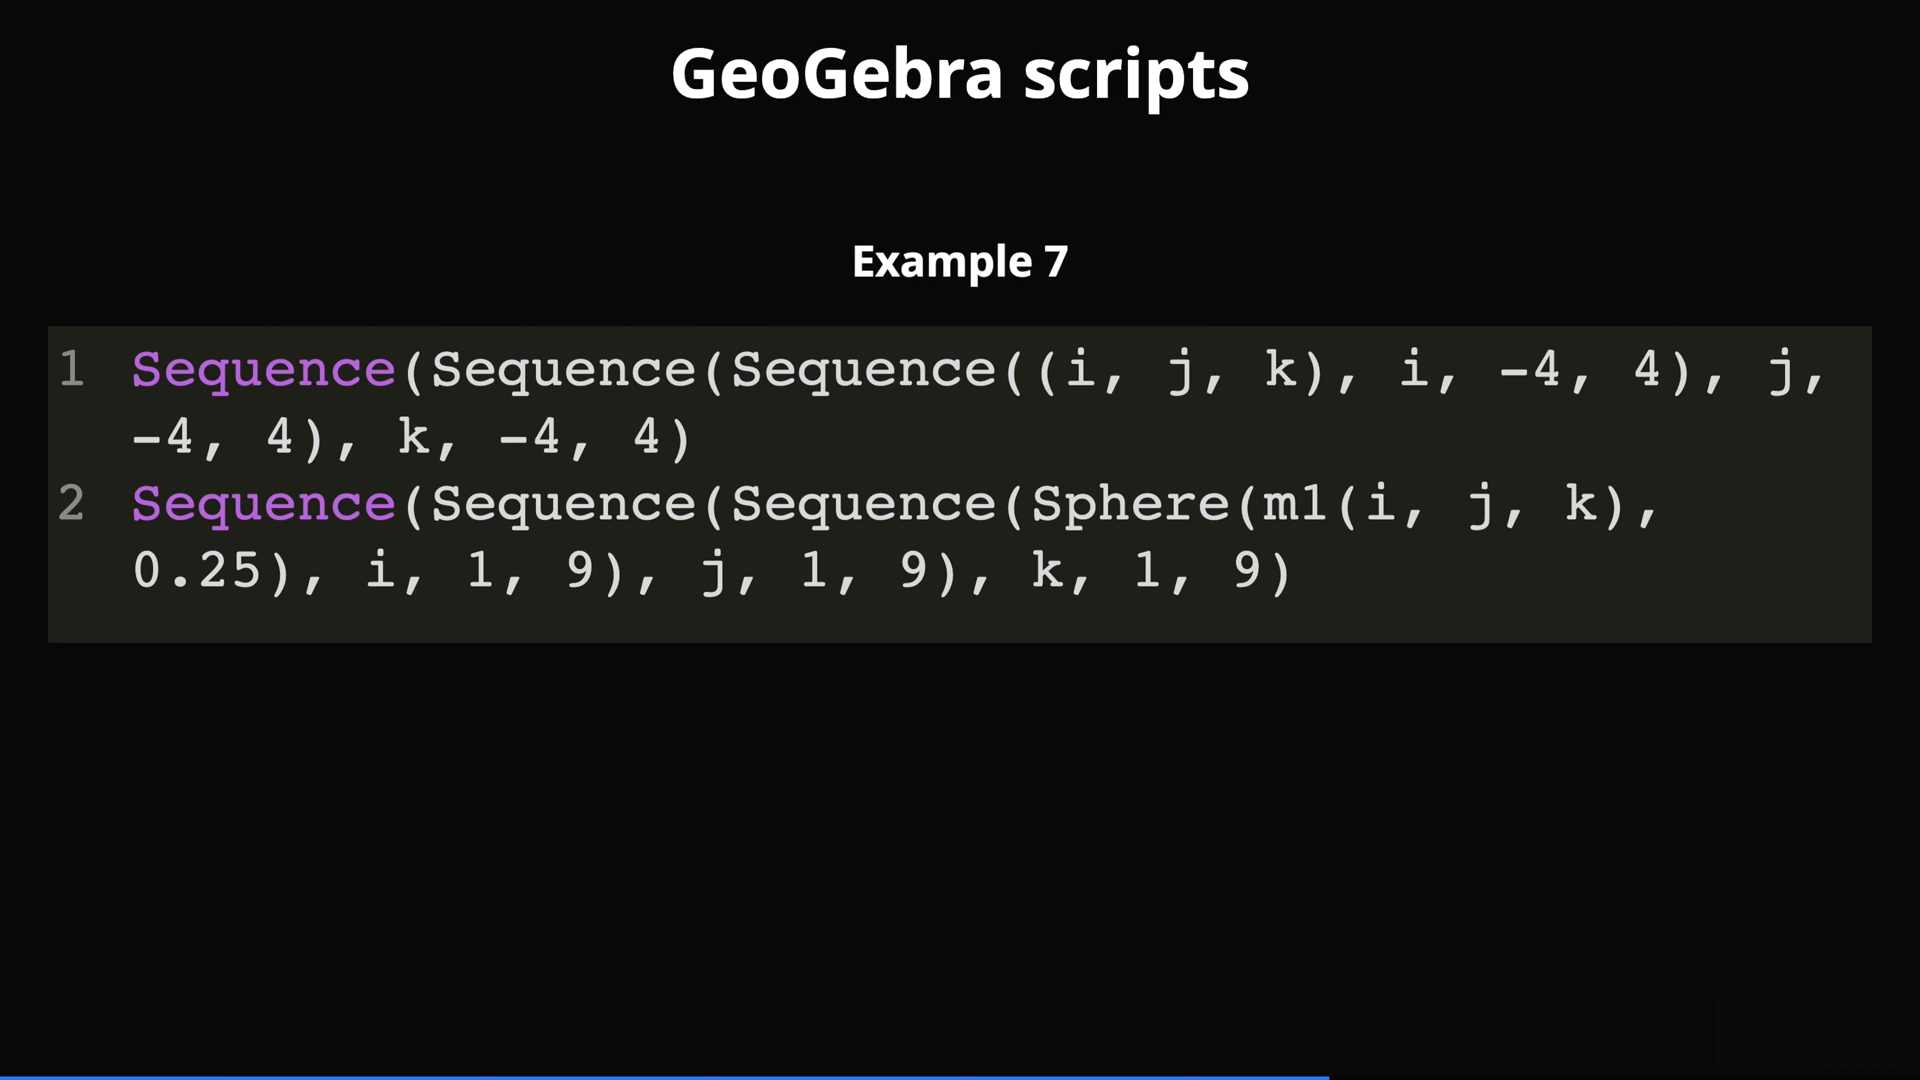 GeoGebra scripts
Example 7
1 Sequence(Sequence(Sequence((i, j, k), i, -4, 4), j,
-4, 4), k, -4, 4)
2 Sequence(Sequence(Sequence(Sphere(m1(i, j, k),
0.25), i, 1, 9), j, 1, 9), k, 1, 9)